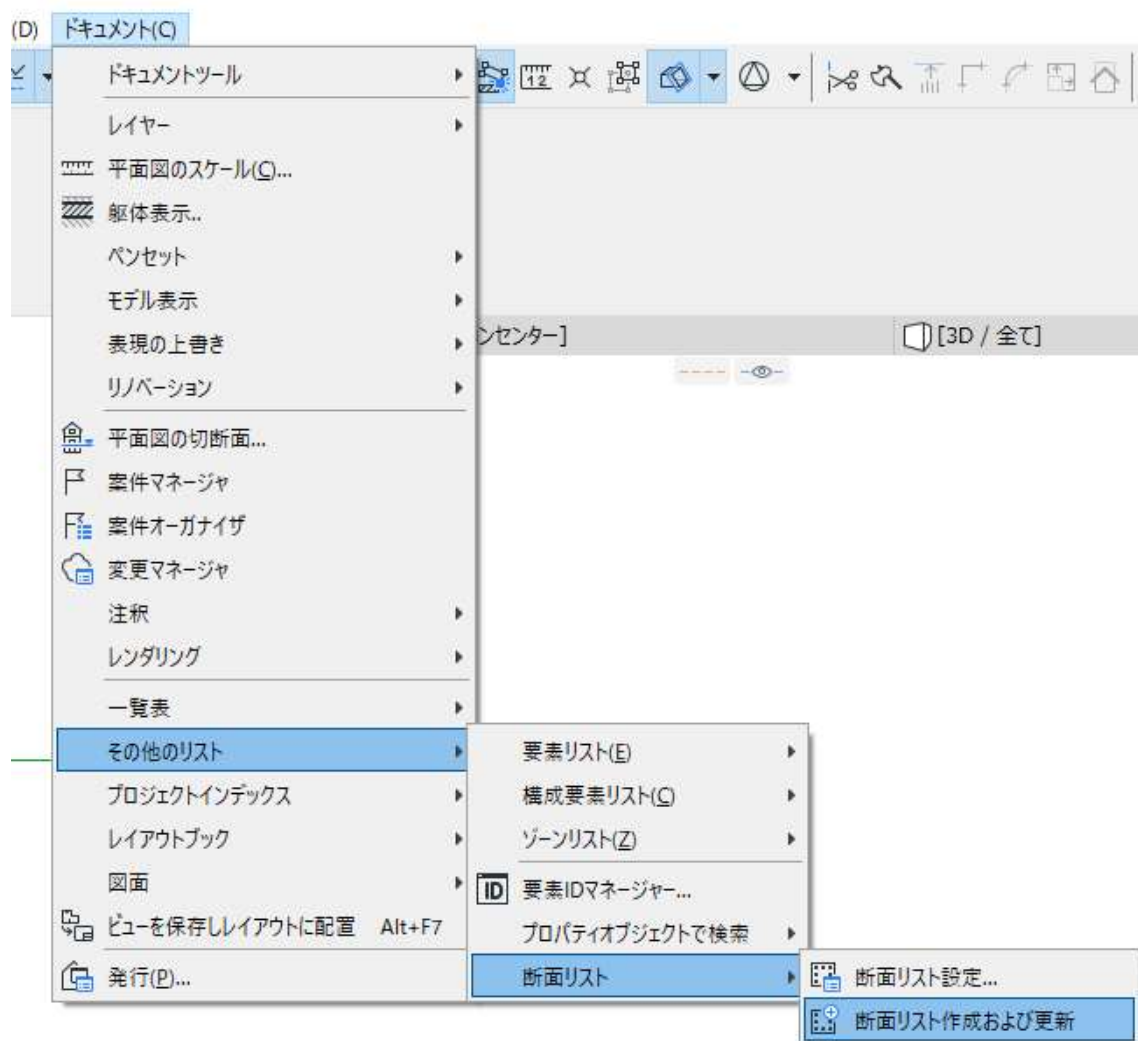 (D) ドキュメント(C)
ドキュメントツール
レイヤー
平面図のスケール(C)...
躯体表示..
ペンセット
モデル表示
表現の上書き
リノベーション
ンセンター]
[3D / 全て]
平面図の切断面...
案件マネージャ
案件オーガナイザ
変更マネージャ
注釈
レンダリング
一覧表
その他のリスト
プロジェクトインデックス
レイアウトブック
図面
ビューを保存しレイアウトに配置 Alt+F7
発行(P)...
要素リスト(E)
構成要素リスト(C)
ゾーンリスト(Z)
ID 要素IDマネージャー...
プロパティオブジェクトで検索
断面リスト
断面リスト設定...
断面リスト作成および更新
12